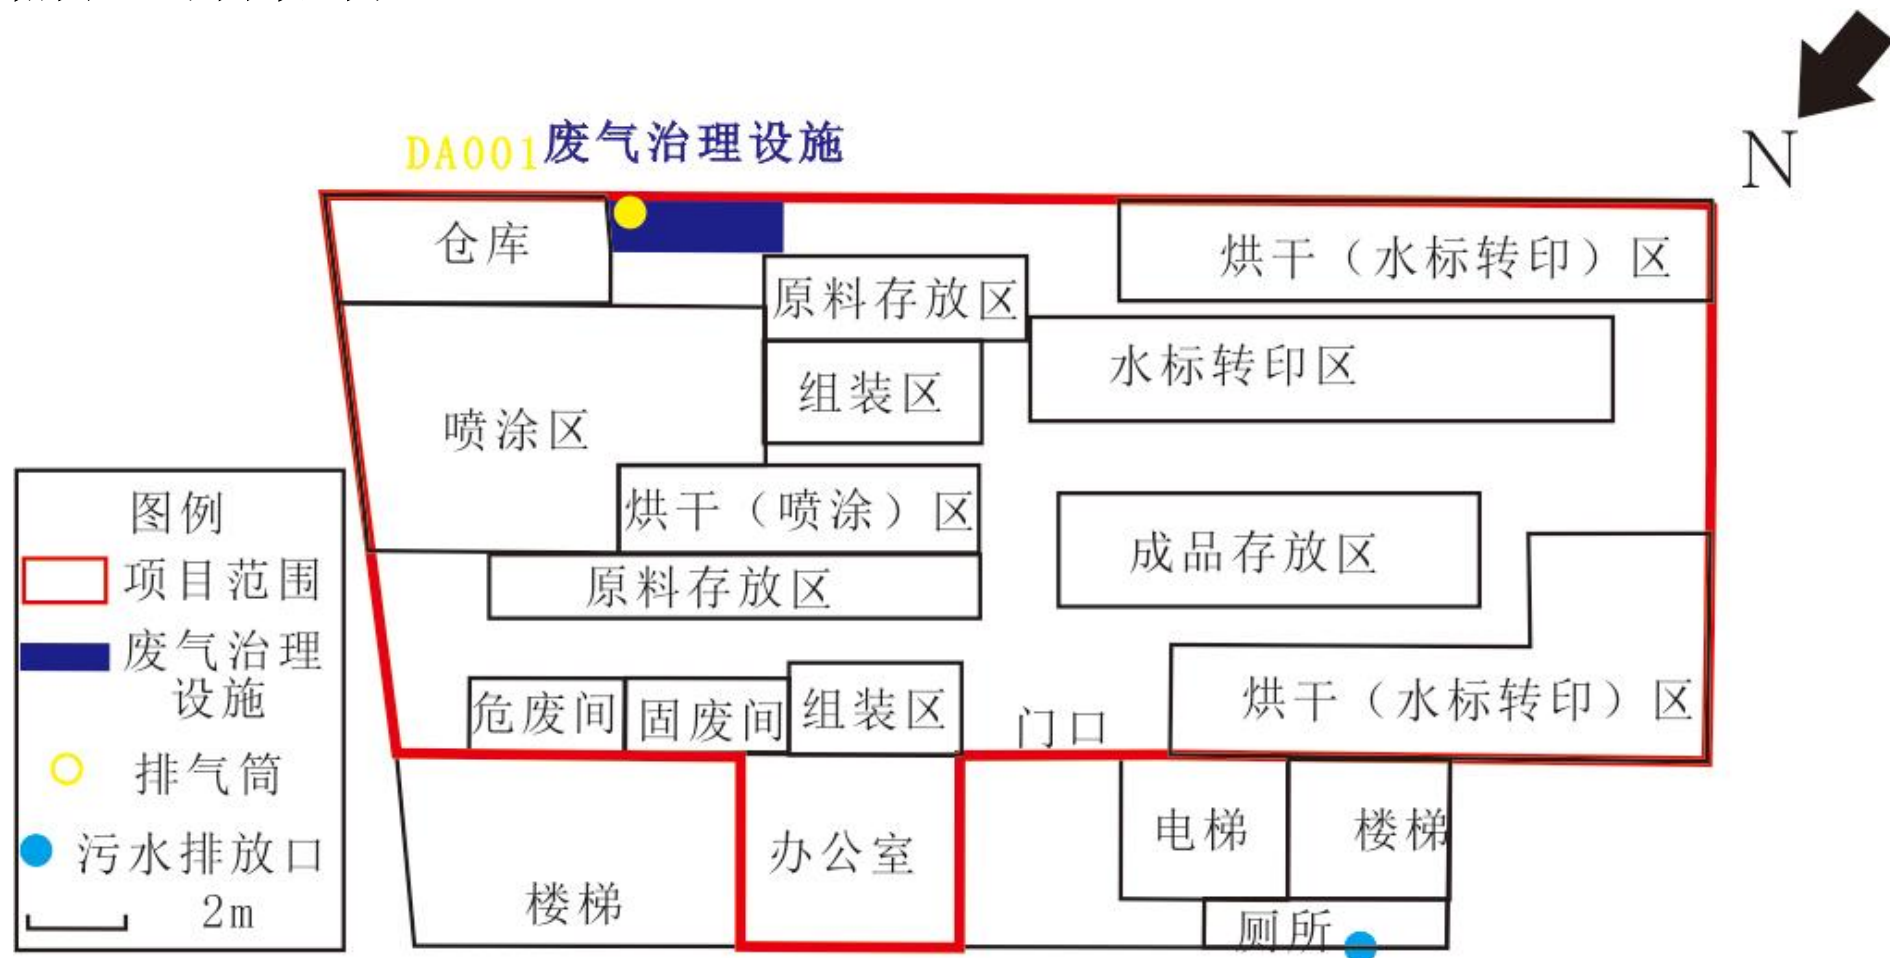 N
DA001废气治理设施
仓库
烘干（水标转印）区
原料存放区
水标转印区
组装区
喷涂区
烘干（喷涂）区
成品存放区
原料存放区
危废间
固废间
组装区
门口
烘干（水标转印）区
楼梯
办公室
电梯
楼梯
厕所
图例
项目范围
废气治理
设施
排气筒
污水排放口
2m